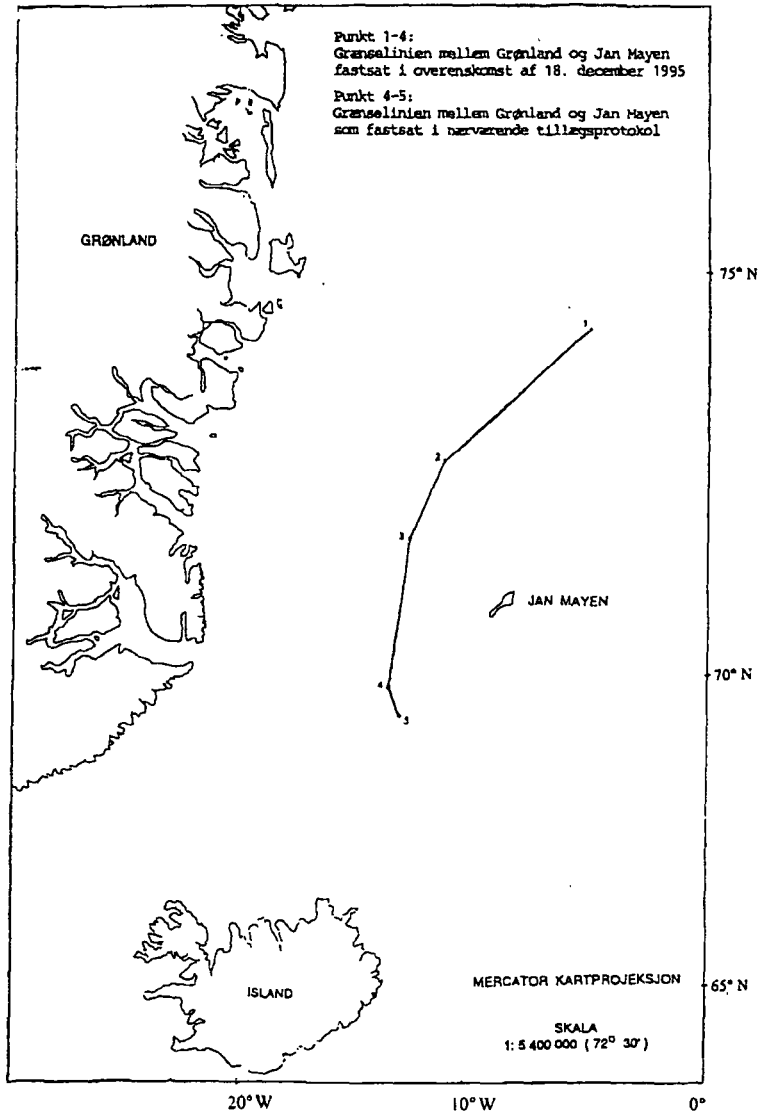 Punkt 1-4:
Grænselinien mellem Grønland og Jan Mayen
fastsat i overenskomst af 18. december 1995
Punkt 4-5:
Grænselinien mellem Grønland og Jan Mayen
som fastsat i nærværende tillægsprotokol
GRØNLAND
75° N
1
2
3
JAN MAYEN
4
70° N
5
MERCATOR KARTPROJEKSJON
ISLAND
65° N
SKALA
1: 5 400 000 ( 72° 30')
20° W
10° W
0°